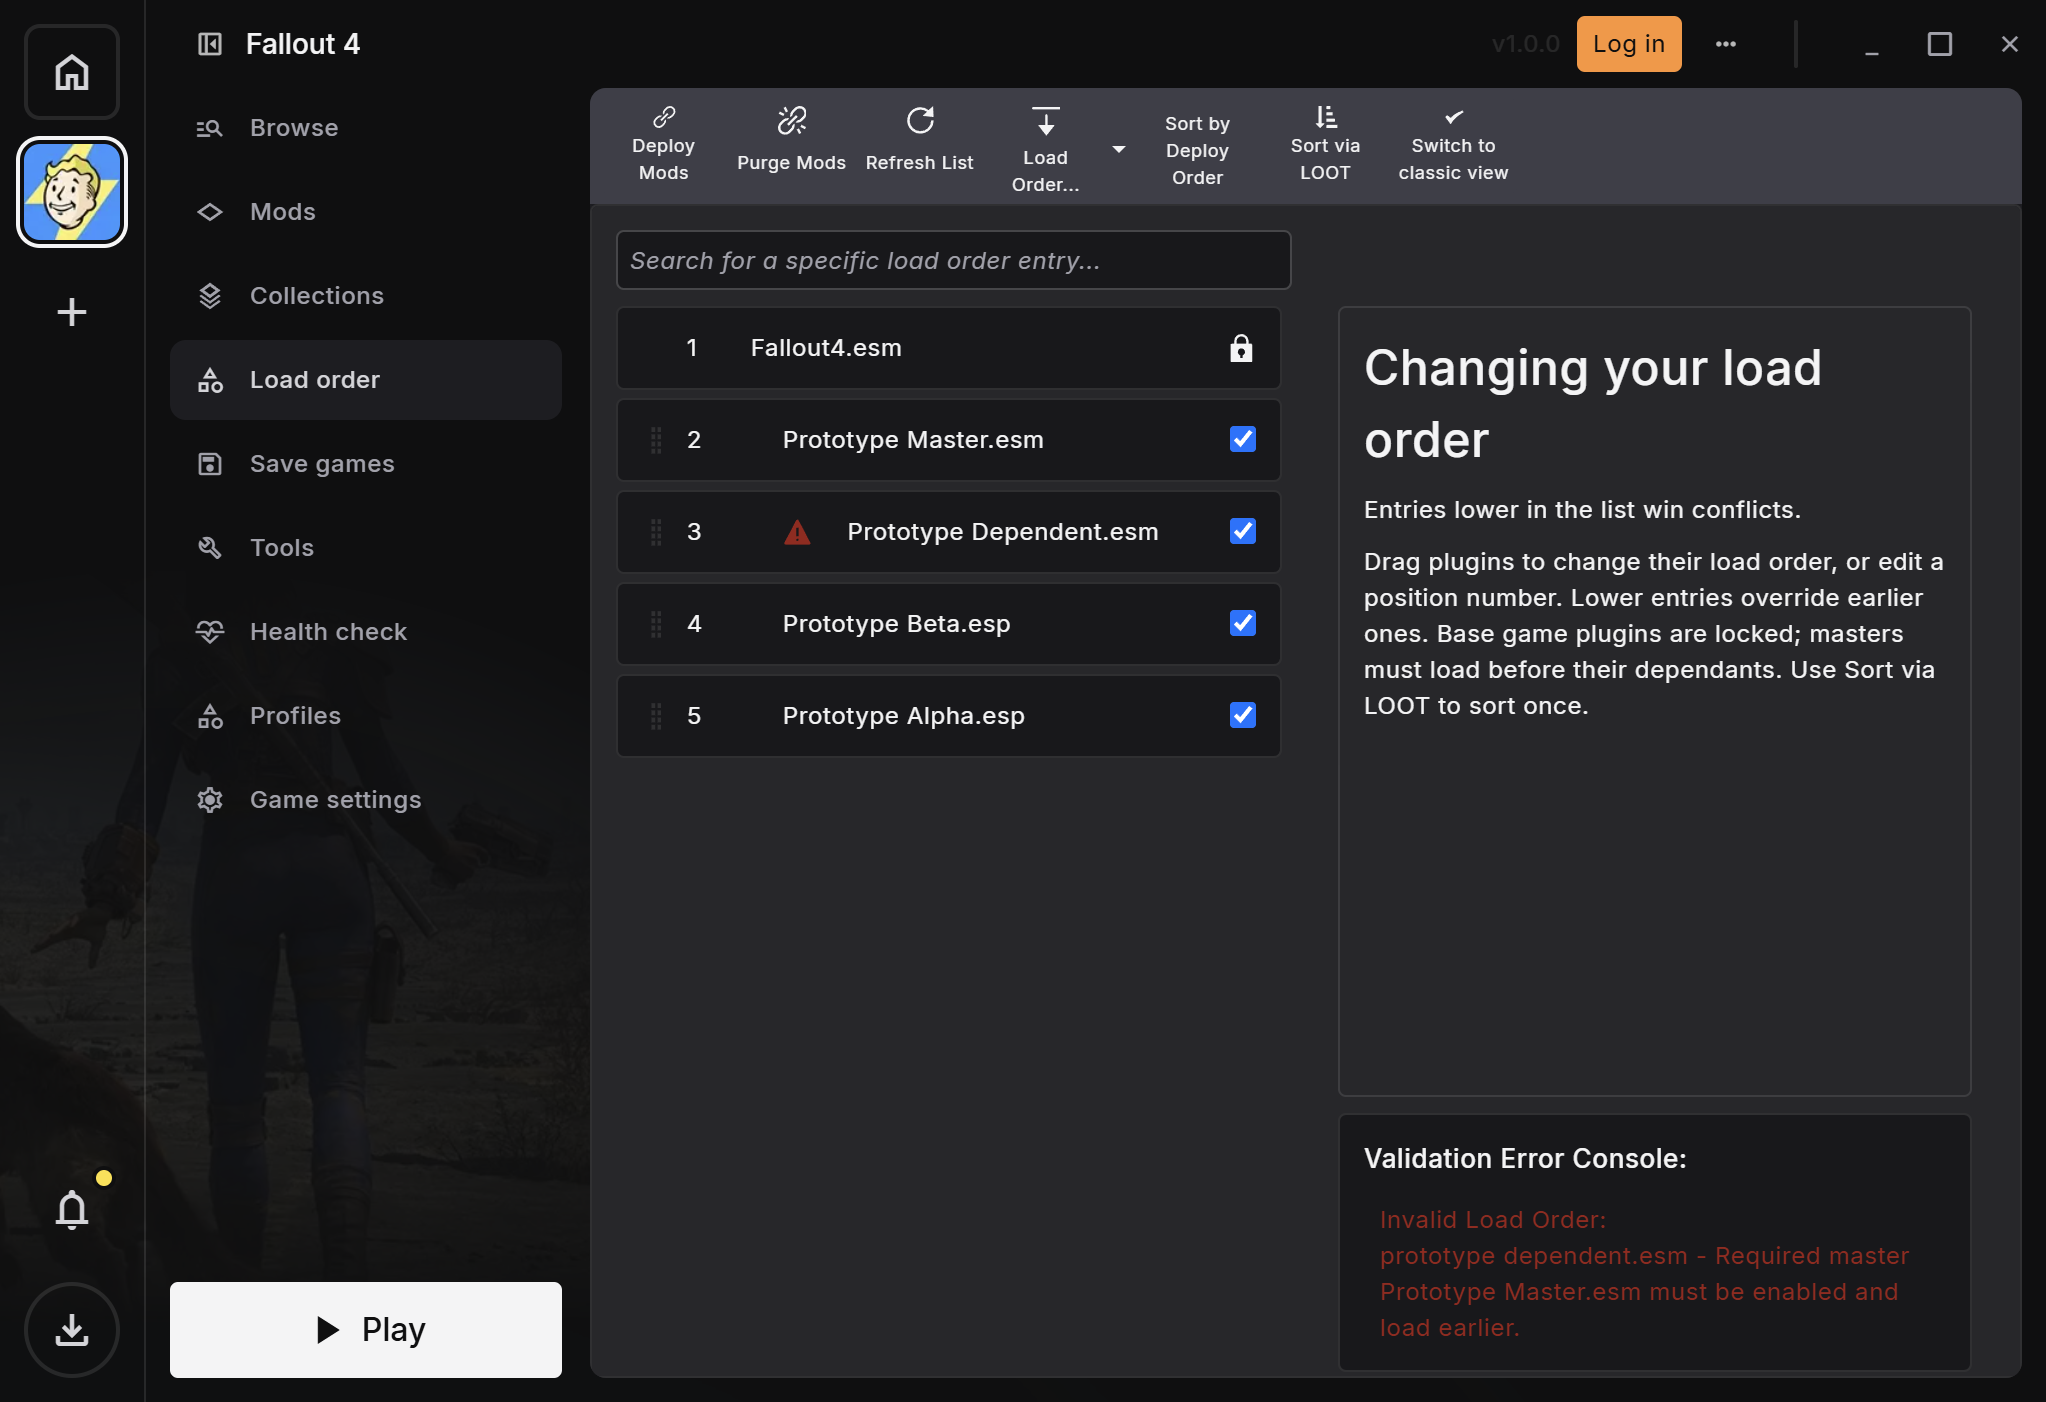 Fallout 4
v1.0.0
Log in
Browse
Mods
Collections
Load order
Save games
Tools
Health check
Profiles
Game settings
Play
Deploy
Mods
Purge Mods
Refresh List
Load
Order...
Sort by
Deploy
Order
Sort via
LOOT
Switch to
classic view
Search for a specific load order entry...
1 Fallout4.esm
2 Prototype Master.esm
3 Prototype Dependent.esm
4 Prototype Beta.esp
5 Prototype Alpha.esp
Changing your load
order
Entries lower in the list win conflicts.
Drag plugins to change their load order, or edit a
position number. Lower entries override earlier
ones. Base game plugins are locked; masters
must load before their dependants. Use Sort via
LOOT to sort once.
Validation Error Console:
Invalid Load Order:
prototype dependent.esm - Required master
Prototype Master.esm must be enabled and
load earlier.